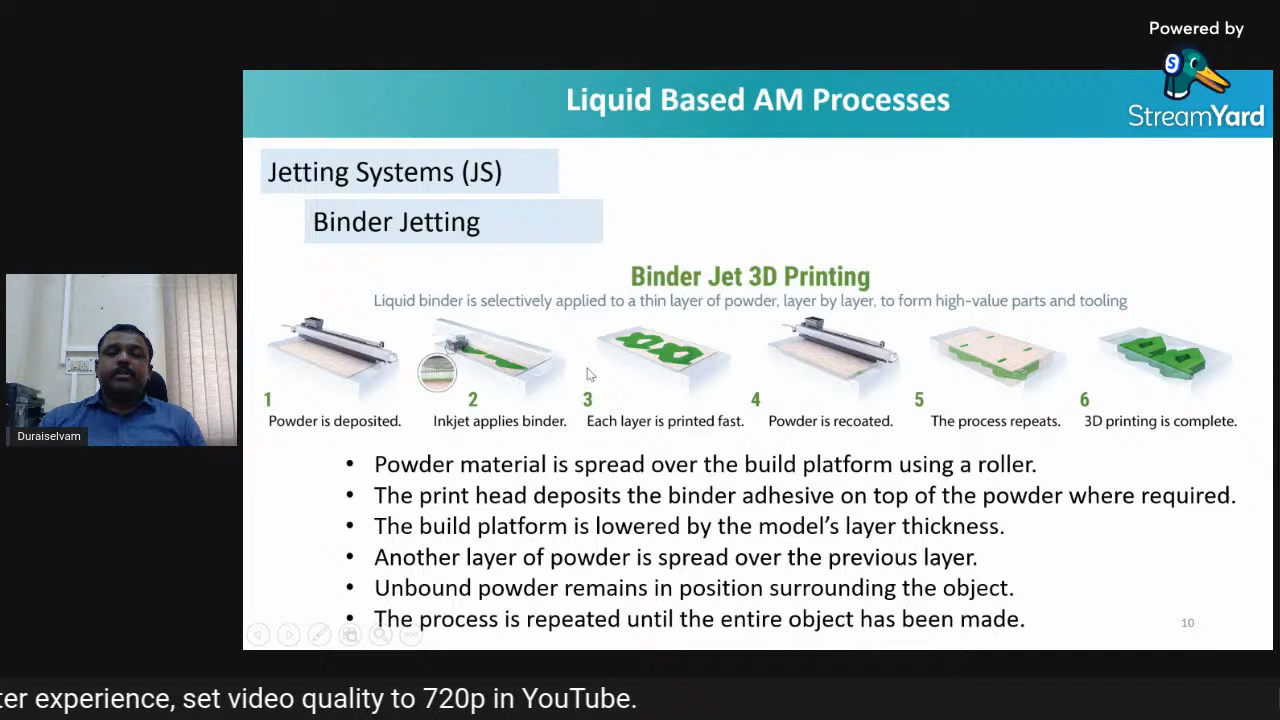 Powered by
StreamYard
Liquid Based AM Processes
Jetting Systems (JS)
Binder Jetting
Binder Jet 3D Printing
Liquid binder is selectively applied to a thin layer of powder, layer by layer, to form high-value parts and tooling
1
Powder is deposited.
2
Inkjet applies binder.
3
Each layer is printed fast.
4
Powder is recoated.
5
The process repeats.
6
3D printing is complete.
Duraiselvam
• Powder material is spread over the build platform using a roller.
• The print head deposits the binder adhesive on top of the powder where required.
• The build platform is lowered by the model’s layer thickness.
• Another layer of powder is spread over the previous layer.
• Unbound powder remains in position surrounding the object.
• The process is repeated until the entire object has been made.
10
ter experience, set video quality to 720p in YouTube.